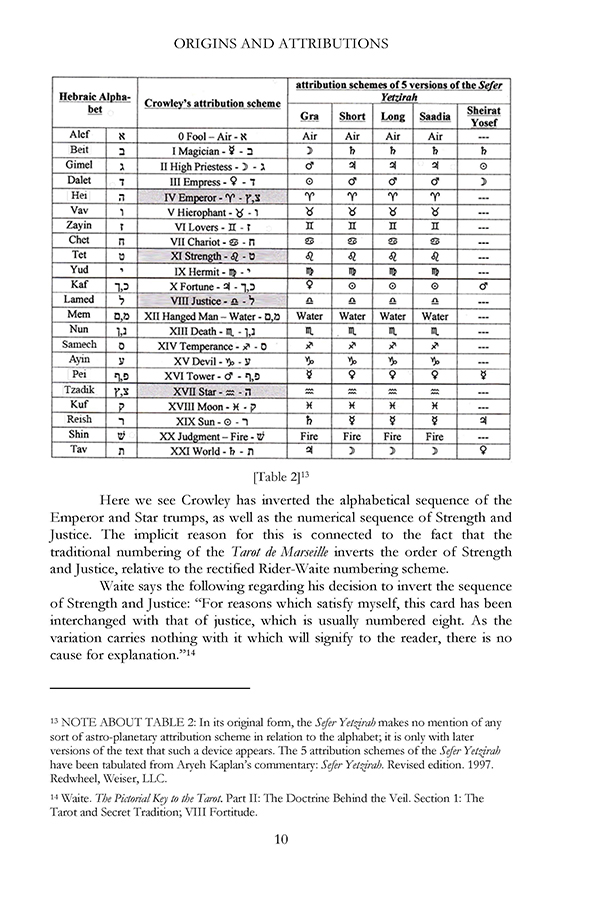 ORIGINS AND ATTRIBUTIONS
Hebraic Alpha-
bet
Crowley's attribution scheme
attribution schemes of 5 versions of the Sefer
Yetzirah
Gra Short Long Saadia Sheirat
Yosef
Alef א 0 Fool – Air - א Air Air Air Air ---
Beit ב I Magician - ☿ - ב ☽ ♄ ♄ ♄ ♄
Gimel ג II High Priestess - ☽ - ג ♂ ♃ ♃ ♃ ☉
Dalet ד III Empress - ♀ - ד ☉ ♂ ♂ ♂ ☽
Hei ה IV Emperor - ♈ - צ,ץ ♈ ♈ ♈ ♈ ---
Vav ו V Hierophant - ♉ - ו ♉ ♉ ♉ ♉ ---
Zayin ז VI Lovers - ♊ - ז ♊ ♊ ♊ ♊ ---
Chet ח VII Chariot - ♋ - ח ♋ ♋ ♋ ♋ ---
Tet ט XI Strength - ♌ - ט ♌ ♌ ♌ ♌ ---
Yud י IX Hermit - ♍ - י ♍ ♍ ♍ ♍ ---
Kaf כ,ך X Fortune - ♃ - כ,ך ♀ ☉ ☉ ☉ ♂
Lamed ל VIII Justice - ♎ - ל ♎ ♎ ♎ ♎ ---
Mem מ,ם XII Hanged Man – Water - מ,ם Water Water Water Water ---
Nun נ,ן XIII Death - ♏ - נ,ן ♏ ♏ ♏ ♏ ---
Samech ס XIV Temperance - ♐ - ס ♐ ♐ ♐ ♐ ---
Ayin ע XV Devil - ♑ - ע ♑ ♑ ♑ ♑ ---
Pei פ,ף XVI Tower - ♂ - פ,ף ☿ ♀ ♀ ♀ ☿
Tzadik צ,ץ XVII Star - ♒ - ה ♒ ♒ ♒ ♒ ---
Kuf ק XVIII Moon - ♓ - ק ♓ ♓ ♓ ♓ ---
Reish ר XIX Sun - ☉ - ר ♄ ☿ ☿ ☿ ♃
Shin ש XX Judgment – Fire - ש Fire Fire Fire Fire ---
Tav ת XXI World - ♄ - ת ♃ ☽ ☽ ☽ ♀
[Table 2]¹³
Here we see Crowley has inverted the alphabetical sequence of the
Emperor and Star trumps, as well as the numerical sequence of Strength and
Justice. The implicit reason for this is connected to the fact that the
traditional numbering of the Tarot de Marseille inverts the order of Strength
and Justice, relative to the rectified Rider-Waite numbering scheme.
Waite says the following regarding his decision to invert the sequence
of Strength and Justice: “For reasons which satisfy myself, this card has been
interchanged with that of justice, which is usually numbered eight. As the
variation carries nothing with it which will signify to the reader, there is no
cause for explanation.”¹⁴
¹³ NOTE ABOUT TABLE 2: In its original form, the Sefer Yetzirah makes no mention of any
sort of astro-planetary attribution scheme in relation to the alphabet; it is only with later
versions of the text that such a device appears. The 5 attribution schemes of the Sefer Yetzirah
have been tabulated from Aryeh Kaplan’s commentary: Sefer Yetzirah. Revised edition. 1997.
Redwheel, Weiser, LLC.
¹⁴ Waite. The Pictorial Key to the Tarot. Part II: The Doctrine Behind the Veil. Section 1: The
Tarot and Secret Tradition; VIII Fortitude.
10